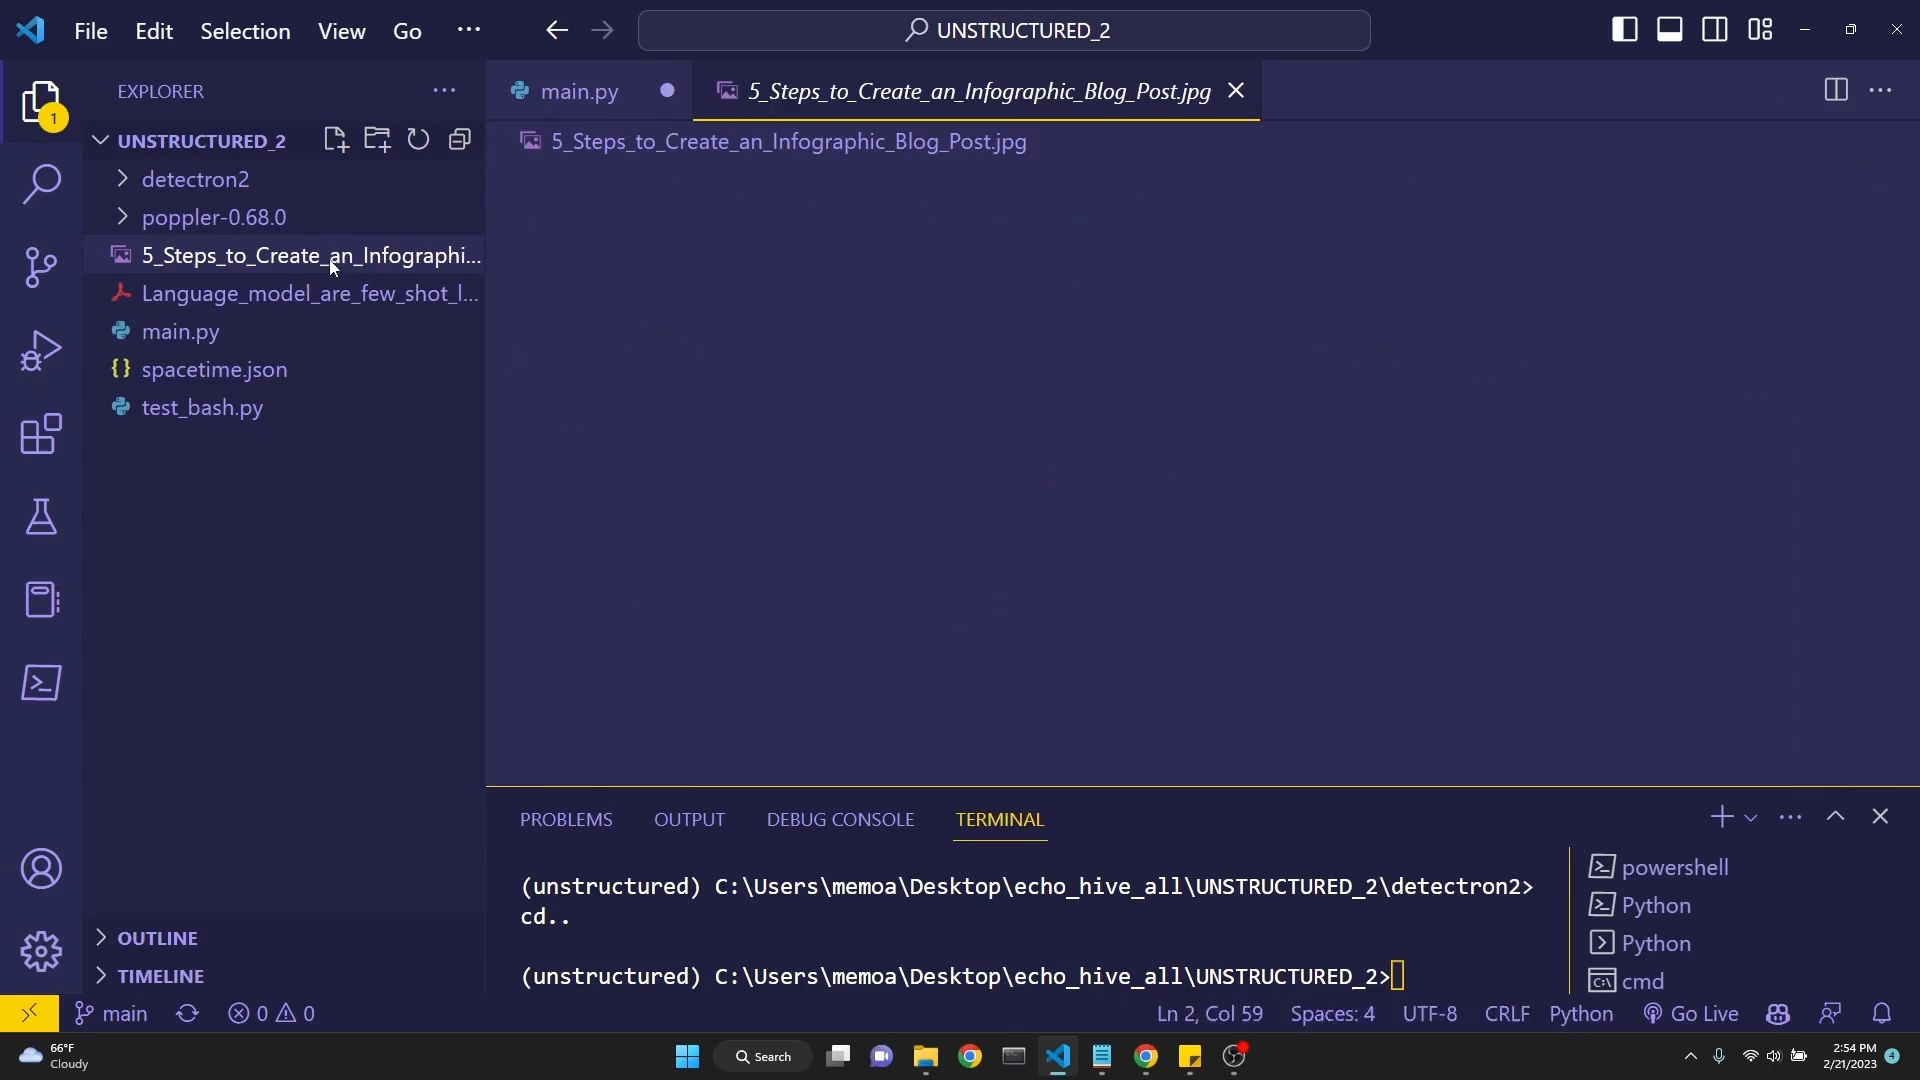 File Edit Selection View Go ...
UNSTRUCTURED_2
EXPLORER
UNSTRUCTURED_2
detectron2
poppler-0.68.0
5_Steps_to_Create_an_Infographi...
Language_model_are_few_shot_l...
main.py
spacetime.json
test_bash.py
OUTLINE
TIMELINE
1
main.py
5_Steps_to_Create_an_Infographic_Blog_Post.jpg
5_Steps_to_Create_an_Infographic_Blog_Post.jpg
PROBLEMS OUTPUT DEBUG CONSOLE TERMINAL
(unstructured) C:\Users\memoa\Desktop\echo_hive_all\UNSTRUCTURED_2\detectron2>
cd..
(unstructured) C:\Users\memoa\Desktop\echo_hive_all\UNSTRUCTURED_2>
powershell
Python
Python
cmd
main 0 0 Ln 2, Col 59 Spaces: 4 UTF-8 CRLF Python Go Live
66°F
Cloudy
Search
2:54 PM
2/21/2023
4